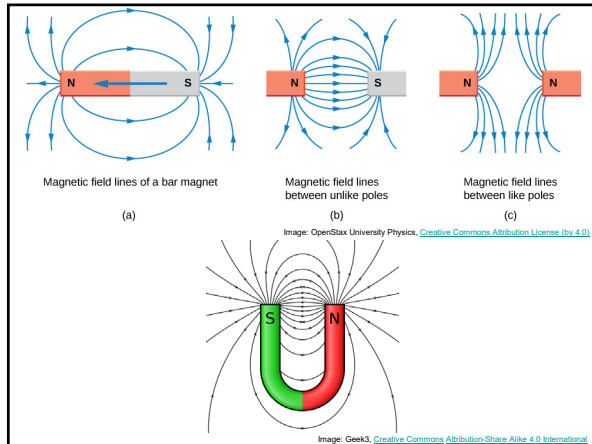 N S
N S
N N
Magnetic field lines of a bar magnet
(a)
Magnetic field lines
between unlike poles
(b)
Magnetic field lines
between like poles
(c)
Image: OpenStax University Physics, Creative Commons Attribution License (by 4.0)
S N
Image: Geek3, Creative Commons Attribution-Share Alike 4.0 International